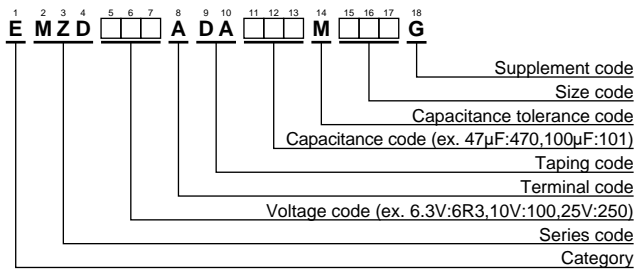 1 2 3 4 5 6 7 8 9 10 11 12 13 14 15 16 17 18
E M Z D □□□ A D A □□□ M □□□ G
Supplement code
Size code
Capacitance tolerance code
Capacitance code (ex. 47µF:470,100µF:101)
Taping code
Terminal code
Voltage code (ex. 6.3V:6R3,10V:100,25V:250)
Series code
Category